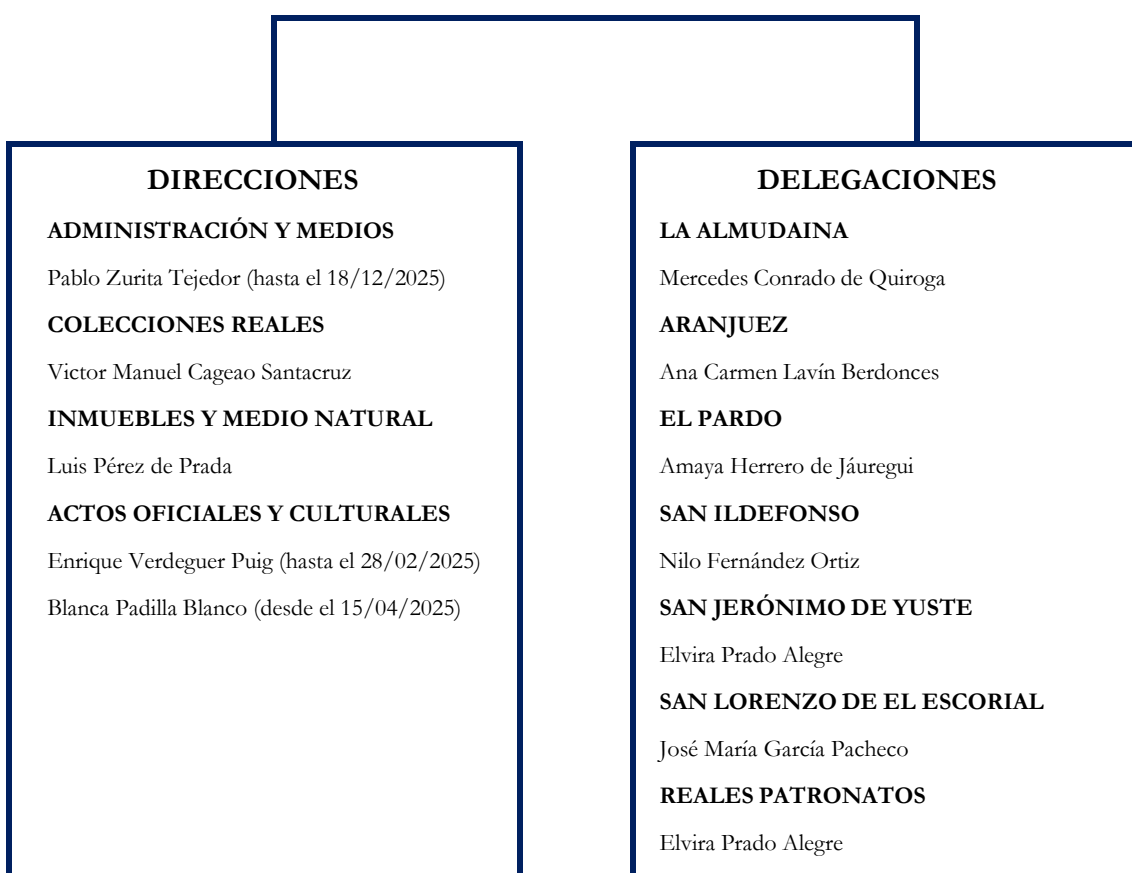 DIRECCIONES
ADMINISTRACIÓN Y MEDIOS
Pablo Zurita Tejedor (hasta el 18/12/2025)
COLECCIONES REALES
Victor Manuel Cageao Santacruz
INMUEBLES Y MEDIO NATURAL
Luis Pérez de Prada
ACTOS OFICIALES Y CULTURALES
Enrique Verdeguer Puig (hasta el 28/02/2025)
Blanca Padilla Blanco (desde el 15/04/2025)
DELEGACIONES
LA ALMUDAINA
Mercedes Conrado de Quiroga
ARANJUEZ
Ana Carmen Lavín Berdonces
EL PARDO
Amaya Herrero de Jáuregui
SAN ILDEFONSO
Nilo Fernández Ortiz
SAN JERÓNIMO DE YUSTE
Elvira Prado Alegre
SAN LORENZO DE EL ESCORIAL
José María García Pacheco
REALES PATRONATOS
Elvira Prado Alegre